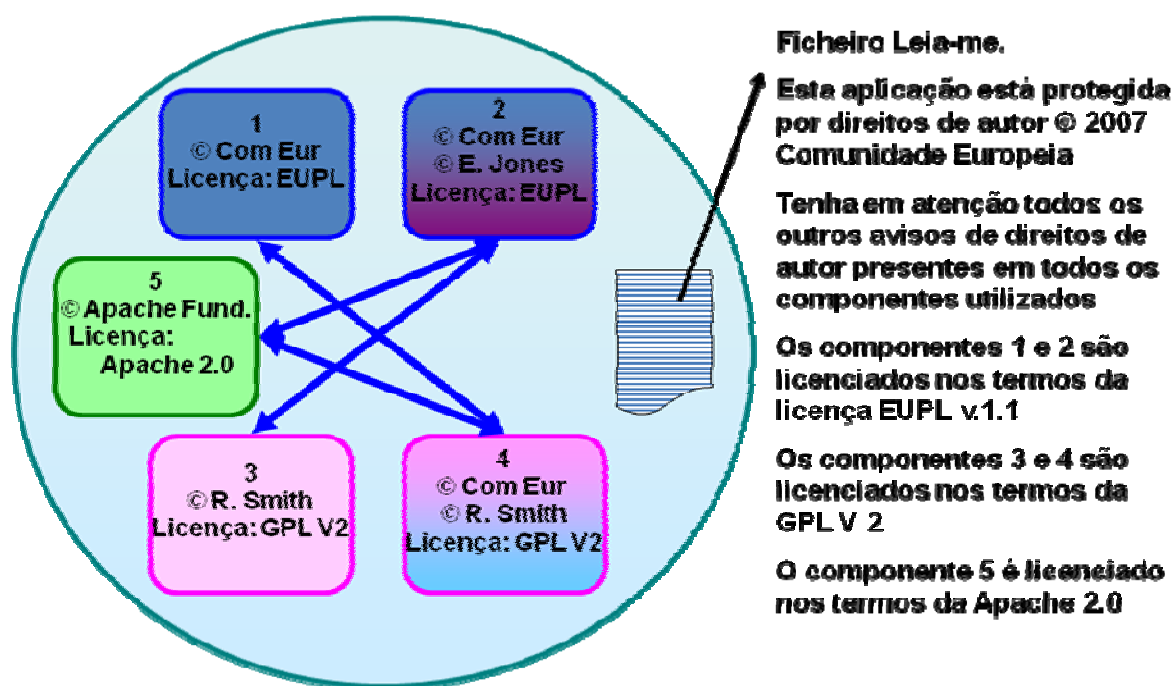 1
© Com Eur
Licença: EUPL
2
© Com Eur
© E. Jones
Licença: EUPL
5
© Apache Fund.
Licença:
Apache 2.0
3
© R. Smith
Licença: GPL V2
4
© Com Eur
© R. Smith
Licença: GPL V2
Ficheiro Leia-me.
Esta aplicação está protegida
por direitos de autor © 2007
Comunidade Europeia
Tenha em atenção todos os
outros avisos de direitos de
autor presentes em todos os
componentes utilizados
Os componentes 1 e 2 são
licenciados nos termos da
licença EUPL v.1.1
Os componentes 3 e 4 são
licenciados nos termos da
GPL V 2
O componente 5 é licenciado
nos termos da Apache 2.0